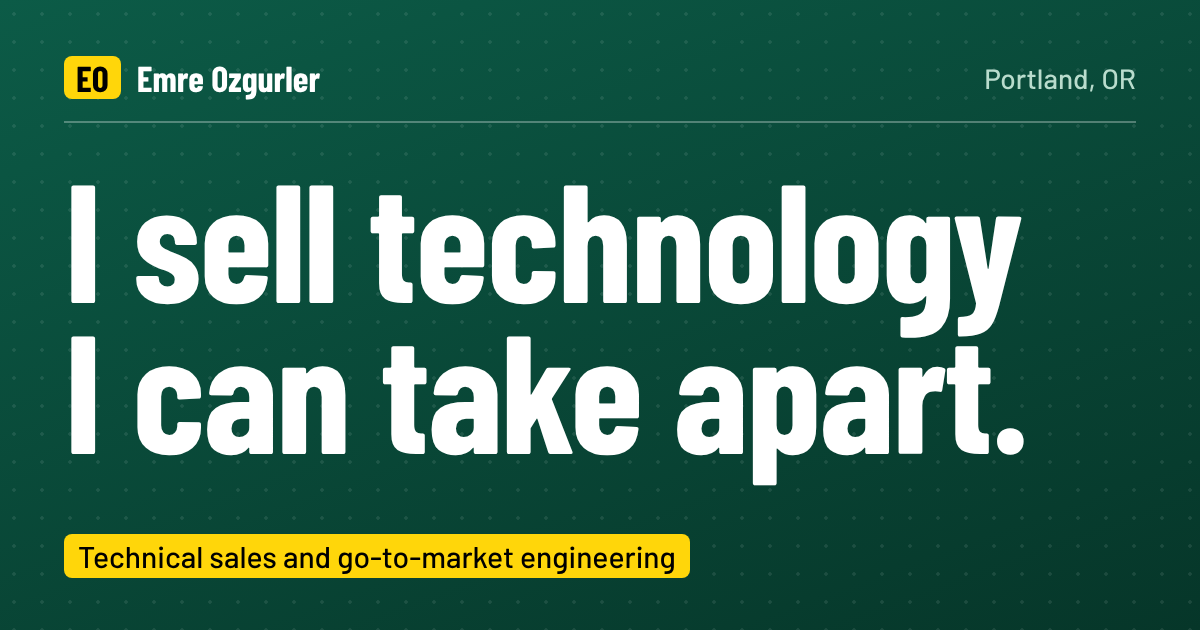 EO Emre Ozgurler Portland, OR
I sell technology
I can take apart.
Technical sales and go-to-market engineering